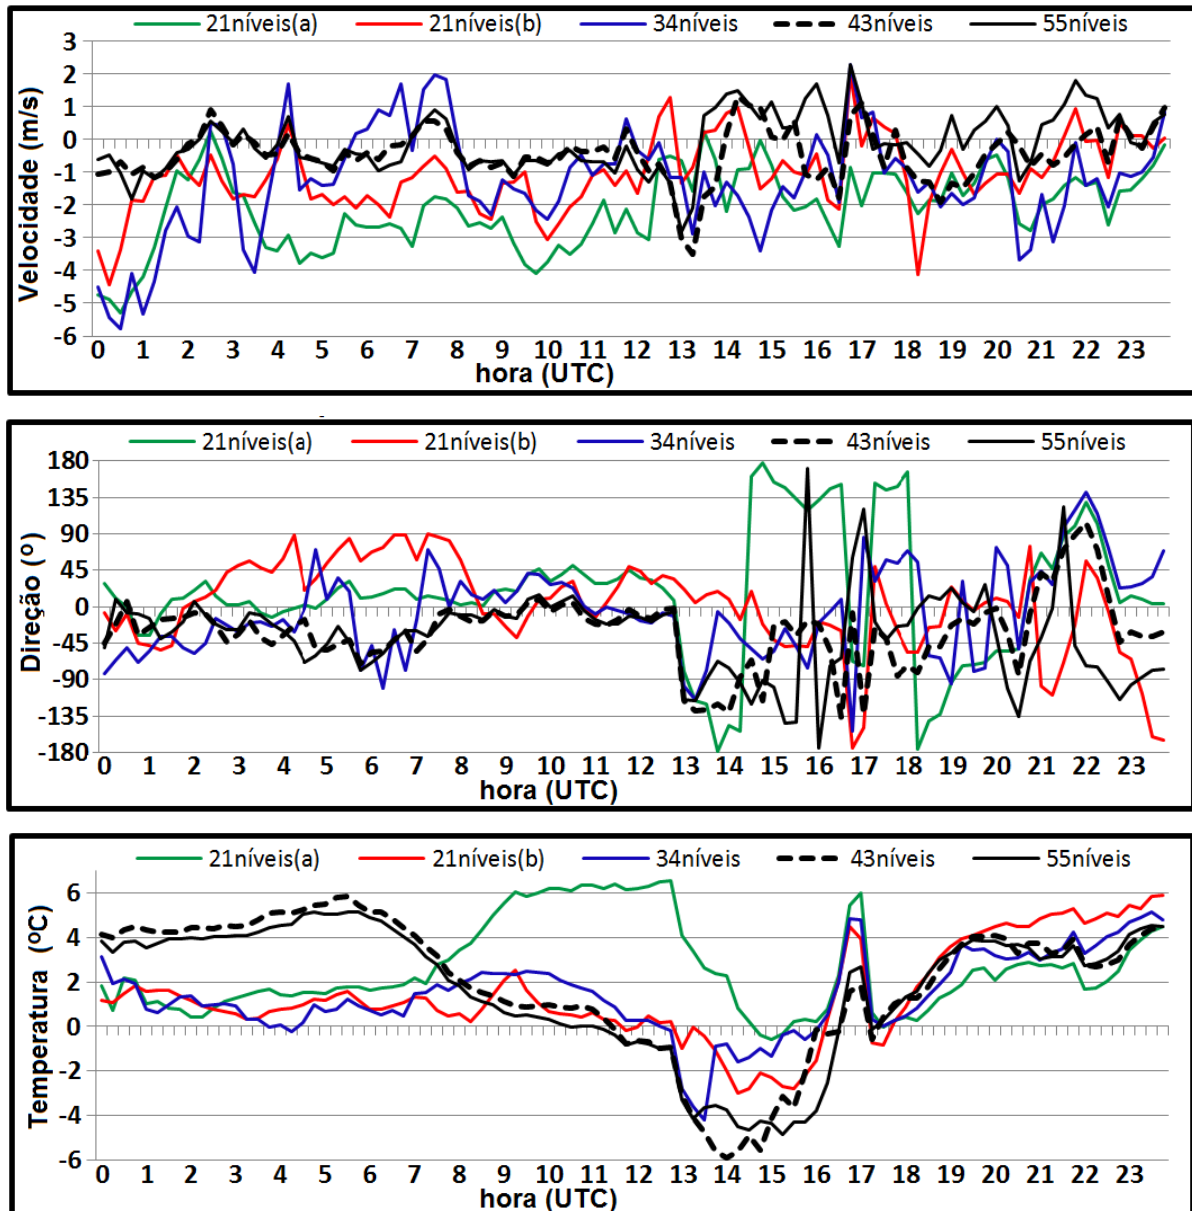 21níveis(a) 21níveis(b) 34níveis 43níveis 55níveis
Velocidade (m/s)
3
2
1
0
-1
-2
-3
-4
-5
-6
0 1 2 3 4 5 6 7 8 9 10 11 12 13 14 15 16 17 18 19 20 21 22 23
hora (UTC)
21níveis(a) 21níveis(b) 34níveis 43níveis 55níveis
Direção (º)
180
135
90
45
0
-45
-90
-135
-180
0 1 2 3 4 5 6 7 8 9 10 11 12 13 14 15 16 17 18 19 20 21 22 23
hora (UTC)
21níveis(a) 21níveis(b) 34níveis 43níveis 55níveis
Temperatura (ºC)
6
4
2
0
-2
-4
-6
0 1 2 3 4 5 6 7 8 9 10 11 12 13 14 15 16 17 18 19 20 21 22 23
hora (UTC)